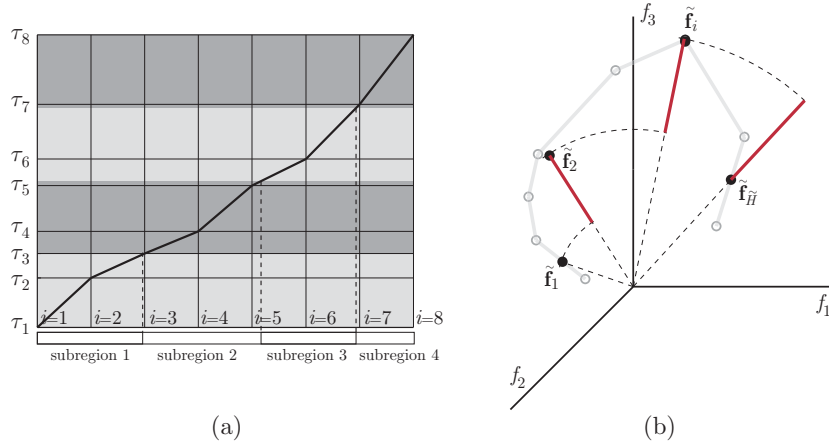 τ8
τ7
τ6
τ5
τ4
τ3
τ2
τ1
i=1 i=2 i=3 i=4 i=5 i=6 i=7 i=8
subregion 1 subregion 2 subregion 3 subregion 4
(a)
f3
f̃i
f̃2
f̃H̃
f̃1
f1
f2
(b)